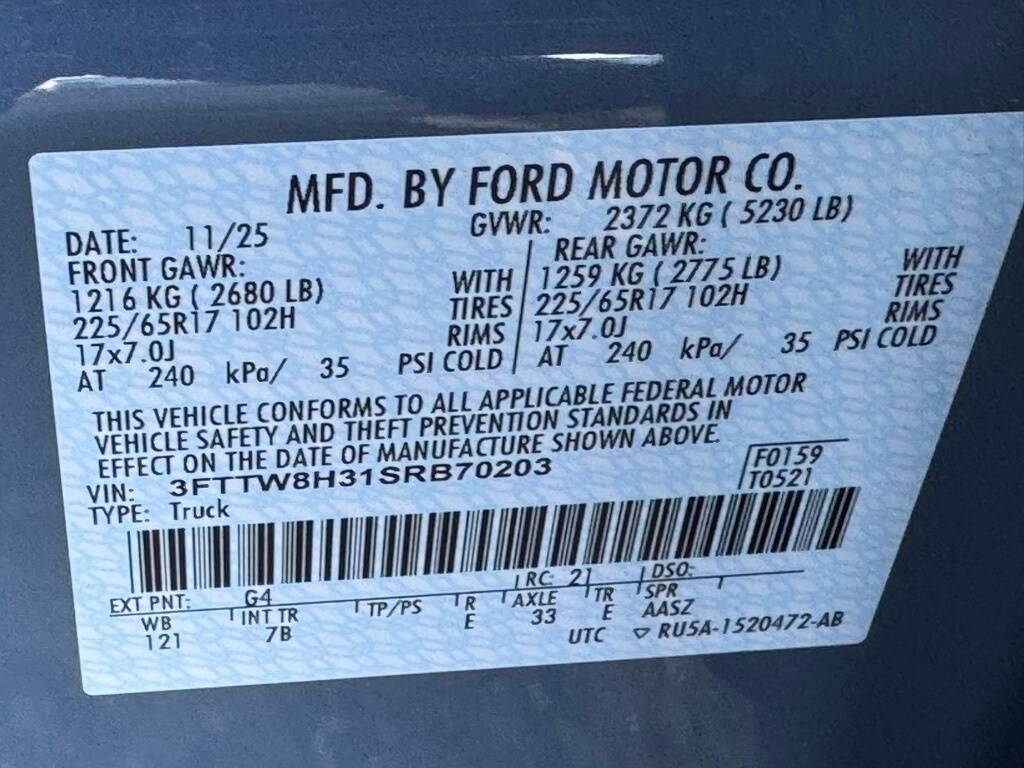 MFD. BY FORD MOTOR CO.
DATE: 11/25 GVWR: 2372 KG ( 5230 LB)
FRONT GAWR: REAR GAWR:
1216 KG ( 2680 LB) WITH 1259 KG ( 2775 LB) WITH
225/65R17 102H TIRES 225/65R17 102H TIRES
17x7.0J RIMS 17x7.0J RIMS
AT 240 kPa/ 35 PSI COLD AT 240 kPa/ 35 PSI COLD
THIS VEHICLE CONFORMS TO ALL APPLICABLE FEDERAL MOTOR
VEHICLE SAFETY AND THEFT PREVENTION STANDARDS IN
EFFECT ON THE DATE OF MANUFACTURE SHOWN ABOVE.
VIN: 3FTTW8H31SRB70203 F0159
TYPE: Truck T0521
EXT PNT: G4 RC: 21 DSO:
WB INT TR TP/PS R AXLE TR SPR
121 7B E 33 E AASZ
UTC ▽ RU5A-1520472-AB